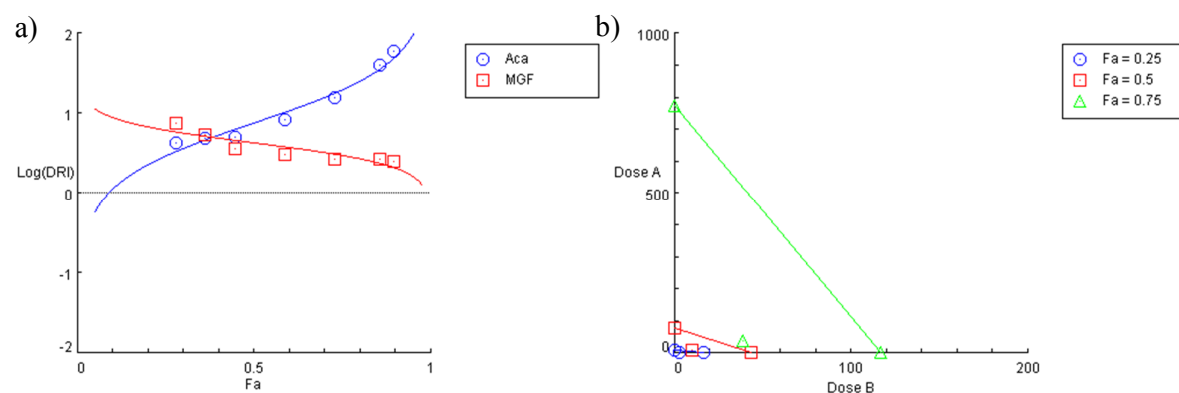 a)
2
1
Log(DRI)
0
-1
-2
0
0.5
1
Fa
Aca
MGF
b)
1000
Dose A
500
0
0
100
200
Dose B
Fa = 0.25
Fa = 0.5
Fa = 0.75